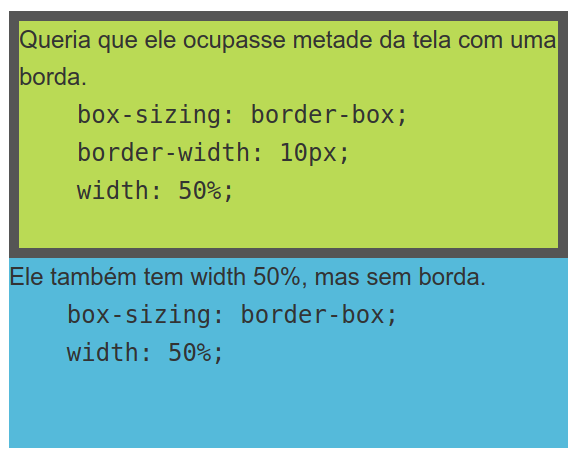 Queria que ele ocupasse metade da tela com uma
borda.
box-sizing: border-box;
border-width: 10px;
width: 50%;
Ele também tem width 50%, mas sem borda.
box-sizing: border-box;
width: 50%;